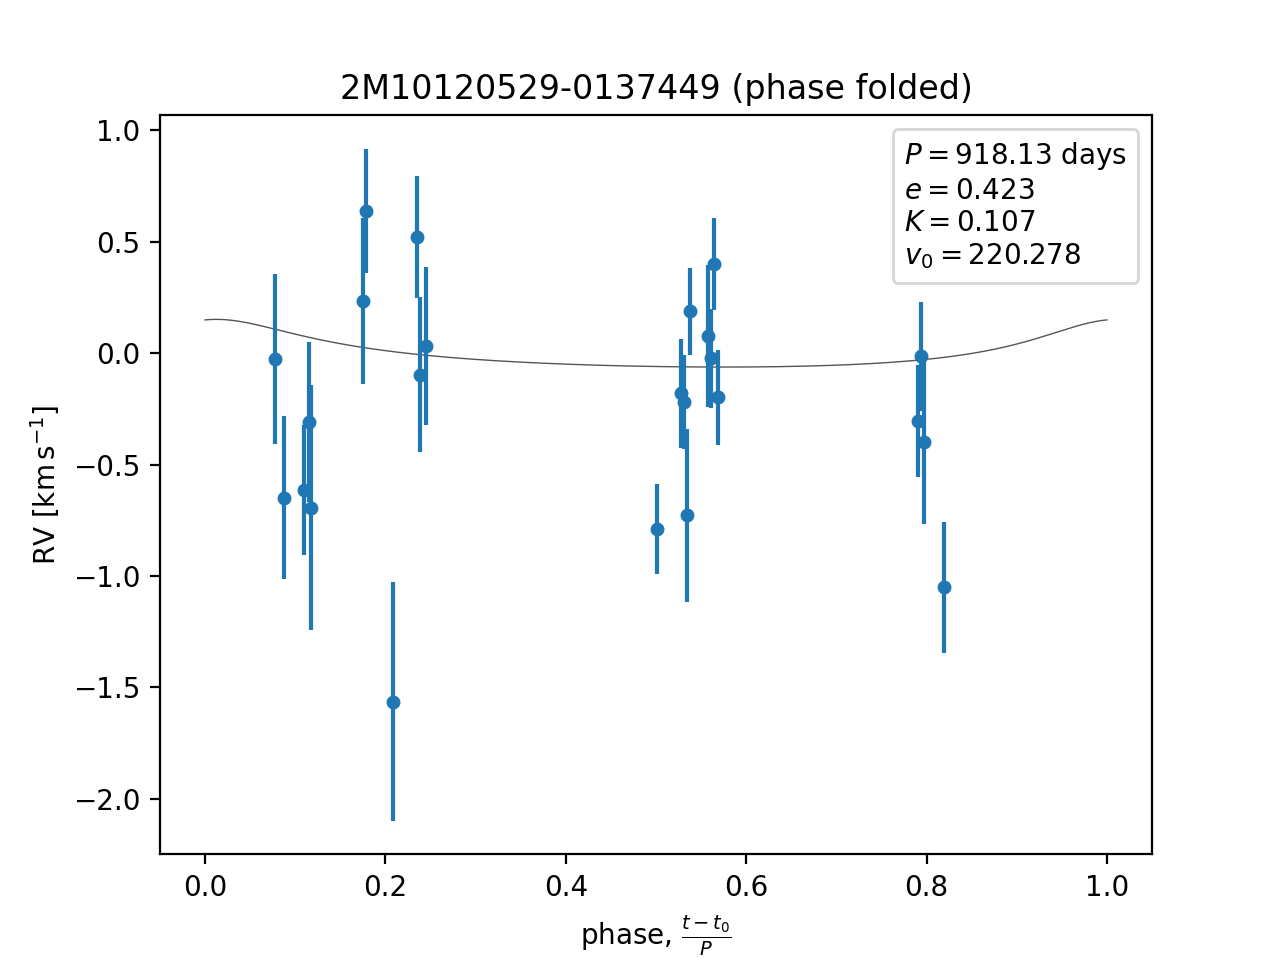 2M10120529-0137449 (phase folded)
P = 918.13 days
e = 0.423
K = 0.107
v₀ = 220.278
1.0
0.5
0.0
−0.5
−1.0
−1.5
−2.0
RV [km s⁻¹]
0.0 0.2 0.4 0.6 0.8 1.0
phase, (t − t₀)/P